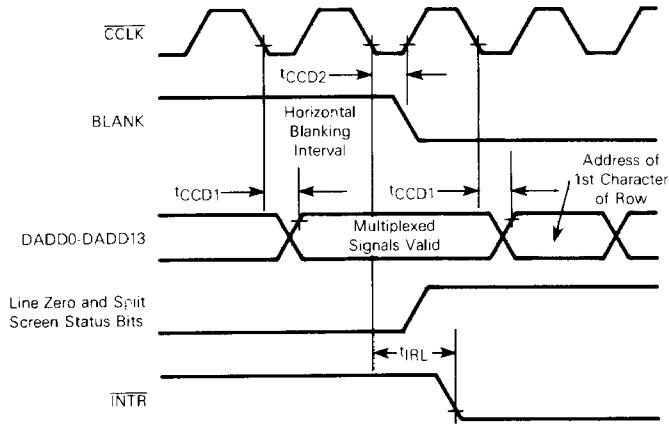 CCLK
tCCD2
BLANK
Horizontal
Blanking
Interval
Address of
1st Character
of Row
tCCD1
tCCD1
DADD0-DADD13
Multiplexed
Signals Valid
Line Zero and Split
Screen Status Bits
tIRL
INTR